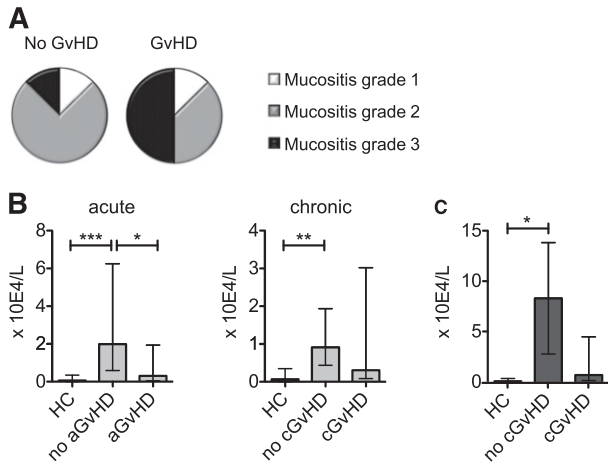 A
No GvHD
GvHD
Mucositis grade 1
Mucositis grade 2
Mucositis grade 3
B
acute
x 10E4/L
8
6
4
2
0
***
*
HC
no aGvHD
aGvHD
chronic
x 10E4/L
4
3
2
1
0
**
HC
no cGvHD
cGvHD
C
x 10E4/L
15
10
5
0
*
HC
no cGvHD
cGvHD